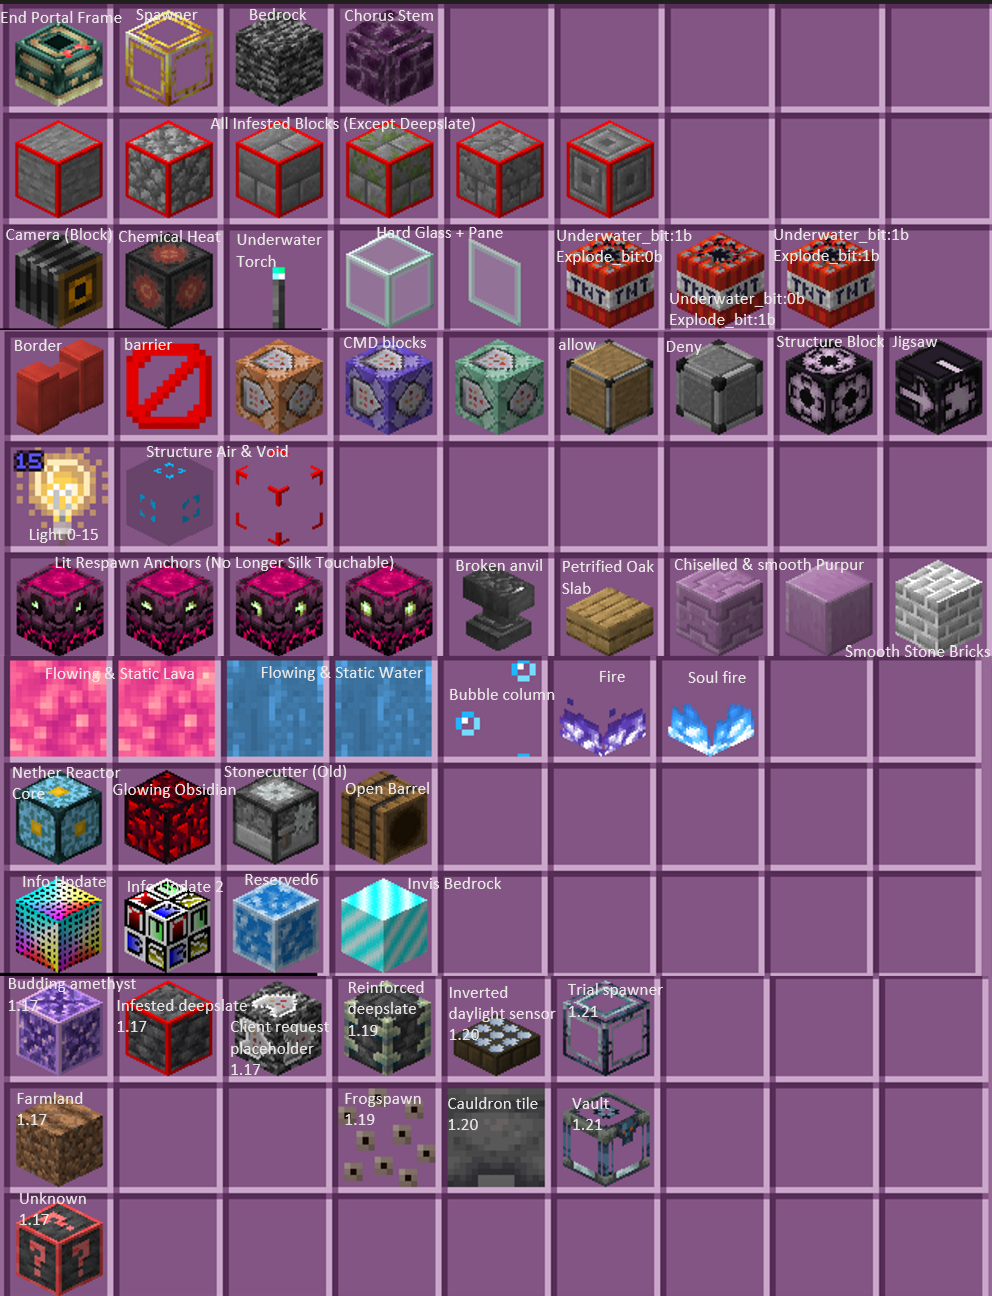 End Portal Frame
Spawner
Bedrock
Chorus Stem
All Infested Blocks (Except Deepslate)
Camera (Block)
Chemical Heat
Underwater
Torch
Hard Glass + Pane
Underwater_bit:1b
Explode_bit:0b
Underwater_bit:0b
Explode_bit:1b
Underwater_bit:1b
Explode_bit:1b
TNT TNT
TNT TNT
TNT TNT
Border
barrier
CMD blocks
allow
Deny
Structure Block
Jigsaw
15
Light 0-15
Structure Air & Void
Lit Respawn Anchors (No Longer Silk Touchable)
Broken anvil
Petrified Oak
Slab
Chiselled & smooth Purpur
Smooth Stone Bricks
Flowing & Static Lava
Flowing & Static Water
Bubble column
Fire
Soul fire
Nether Reactor
Core
Glowing Obsidian
Stonecutter (Old)
Open Barrel
Info Update
Info Update 2
Reserved6
Invis Bedrock
Budding amethyst
1.17
Infested deepslate
1.17
Client request
placeholder
1.17
Reinforced
deepslate
1.19
Inverted
daylight sensor
1.20
Trial spawner
1.21
Farmland
1.17
Frogspawn
1.19
Cauldron tile
1.20
Vault
1.21
Unknown
1.17
? ? ?